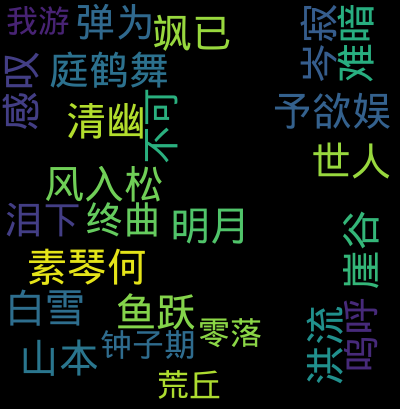 我游
弹为
飒已
岑寂
难暗
感叹
庭鹤舞
清幽
不可
予欲娱
世人
风入松
泪下
终曲
明月
崖谷
素琴何
白雪
鱼跃
洪流
呜呼
山本
钟子期
零落
荒丘